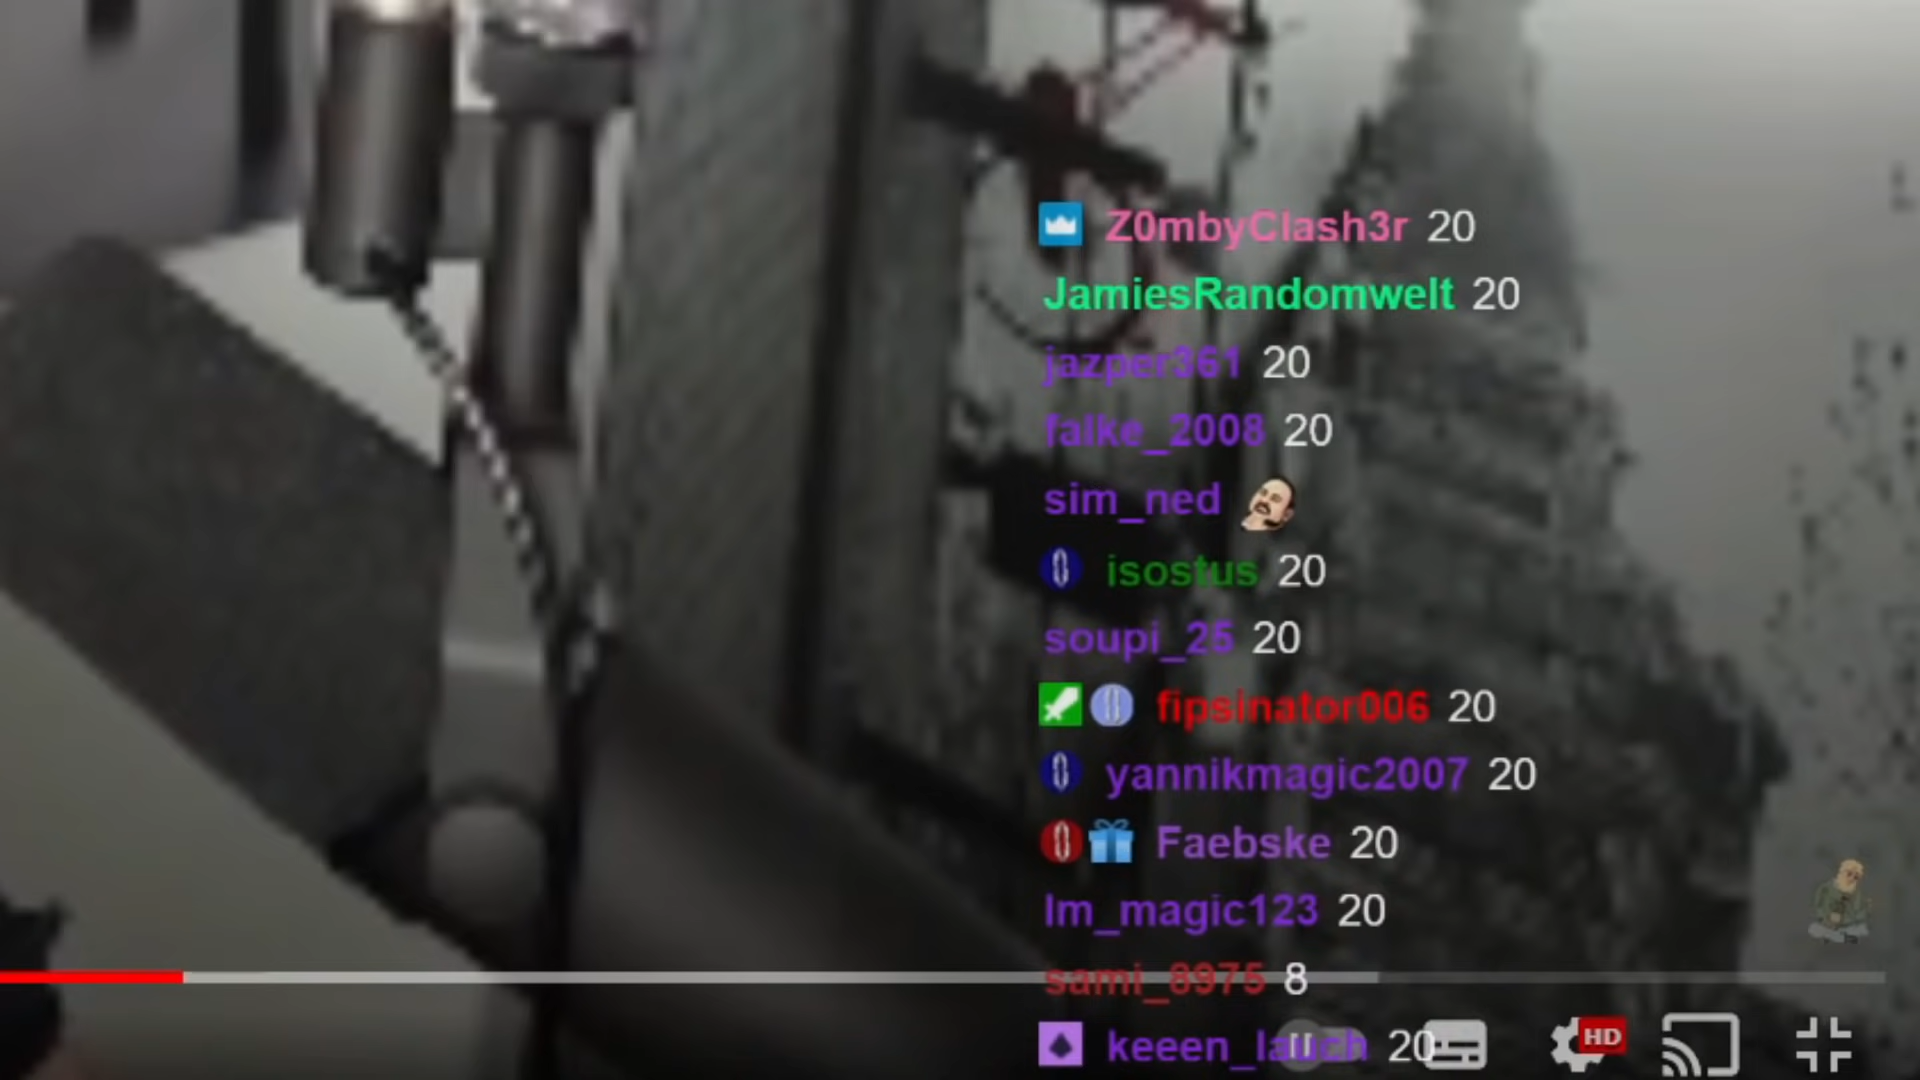 Z0mbyClash3r 20
JamiesRandomwelt 20
jazper361 20
falke_2008 20
sim_ned
isostus 20
soupi_25 20
fipsinator006 20
yannikmagic2007 20
Faebske 20
lm_magic123 20
sami_8975 8
keeen_lauch 20
HD